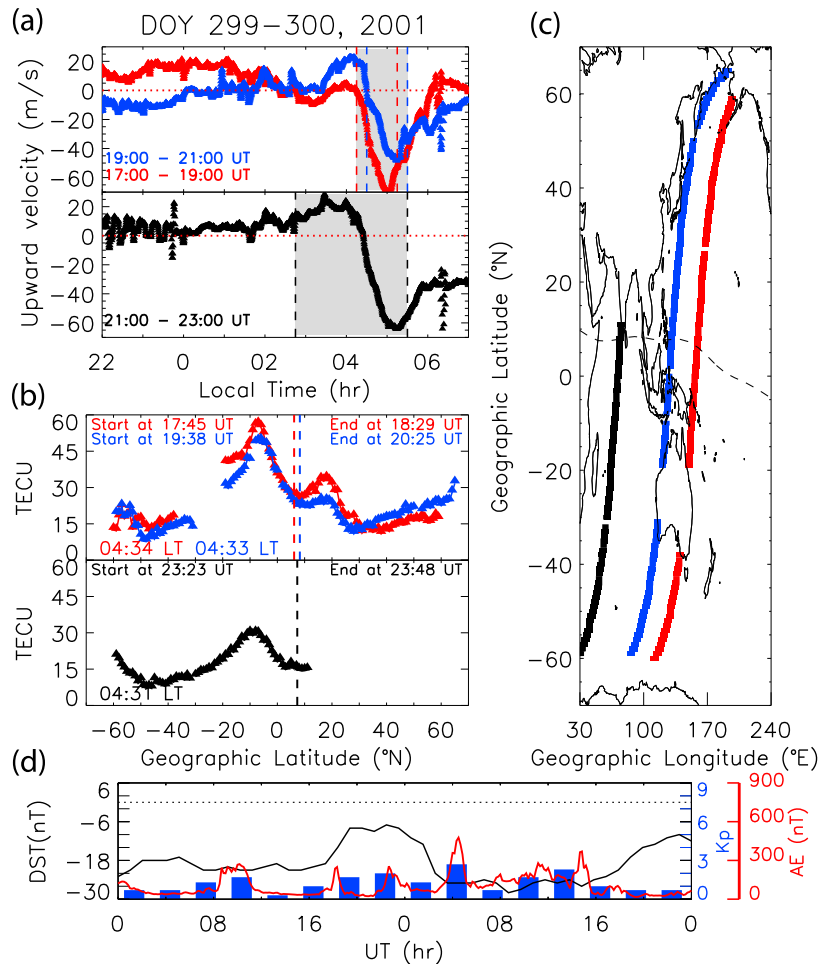 (a)
DOY 299−300, 2001
Upward velocity (m/s)
20
0
−20
−40
−60
19:00 − 21:00 UT
17:00 − 19:00 UT
20
0
−20
−40
−60
21:00 − 23:00 UT
22 0 02 04 06
Local Time (hr)
(b)
TECU
60
45
30
15
0
Start at 17:45 UT End at 18:29 UT
Start at 19:38 UT End at 20:25 UT
04:34 LT 04:33 LT
TECU
60
45
30
15
0
Start at 23:23 UT End at 23:48 UT
04:31 LT
−60 −40 −20 0 20 40 60
Geographic Latitude (°N)
(c)
Geographic Latitude (°N)
60
40
20
0
−20
−40
−60
30 100 170 240
Geographic Longitude (°E)
(d)
DST(nT)
6
−6
−18
−30
9
6
3
0
Kp
900
600
300
0
AE (nT)
0 08 16 0 08 16 0
UT (hr)